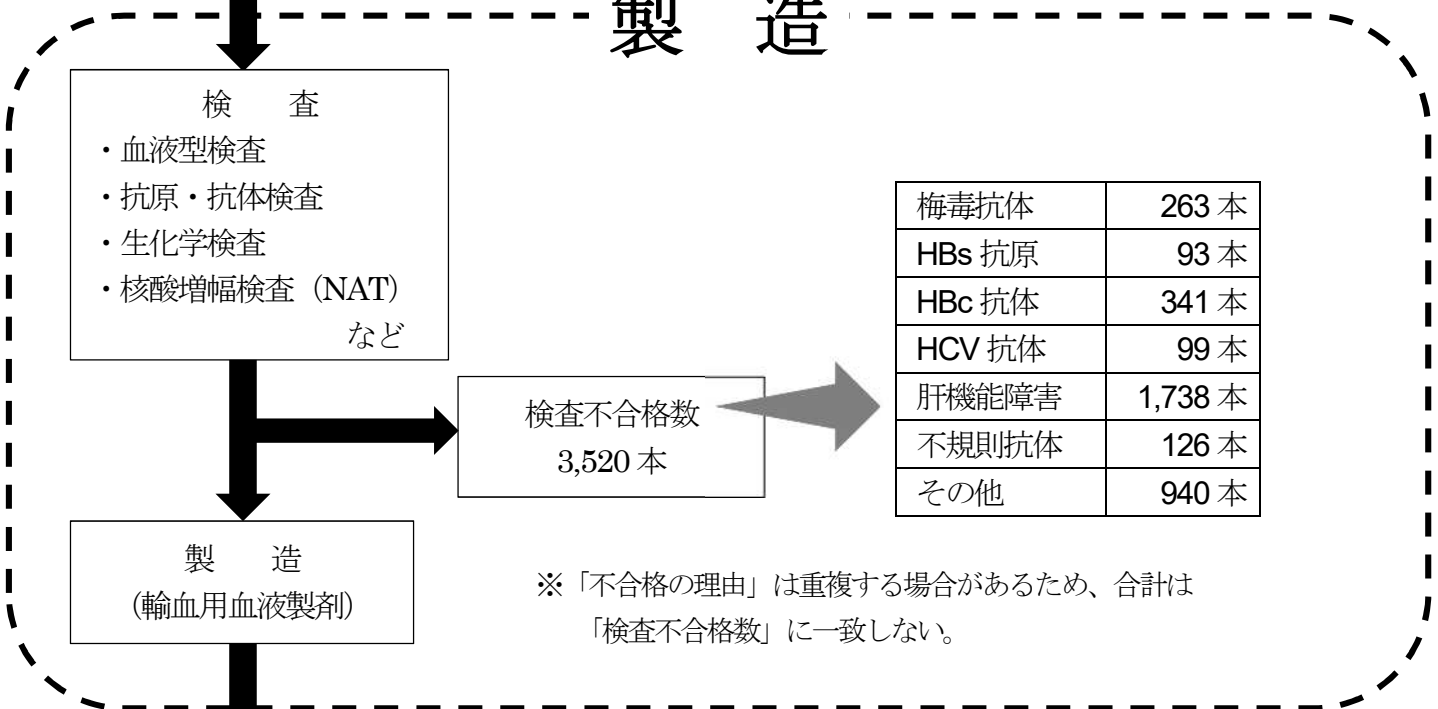 製　造
検　査
・血液型検査
・抗原・抗体検査
・生化学検査
・核酸増幅検査（NAT）
など
検査不合格数
3,520 本
梅毒抗体 263 本
HBs 抗原 93 本
HBc 抗体 341 本
HCV 抗体 99 本
肝機能障害 1,738 本
不規則抗体 126 本
その他 940 本
製　造
（輸血用血液製剤）
※「不合格の理由」は重複する場合があるため、合計は
「検査不合格数」に一致しない。